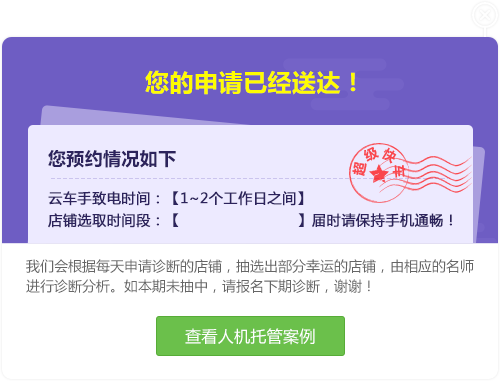 您的申请已经送达！
您预约情况如下
超级快车
云车手致电时间：【1~2个工作日之间】
店铺选取时间段：【 】届时请保持手机通畅！
我们会根据每天申请诊断的店铺，抽选出部分幸运的店铺，由相应的名师
进行诊断分析。如本期未抽中，请报名下期诊断，谢谢！
查看人机托管案例